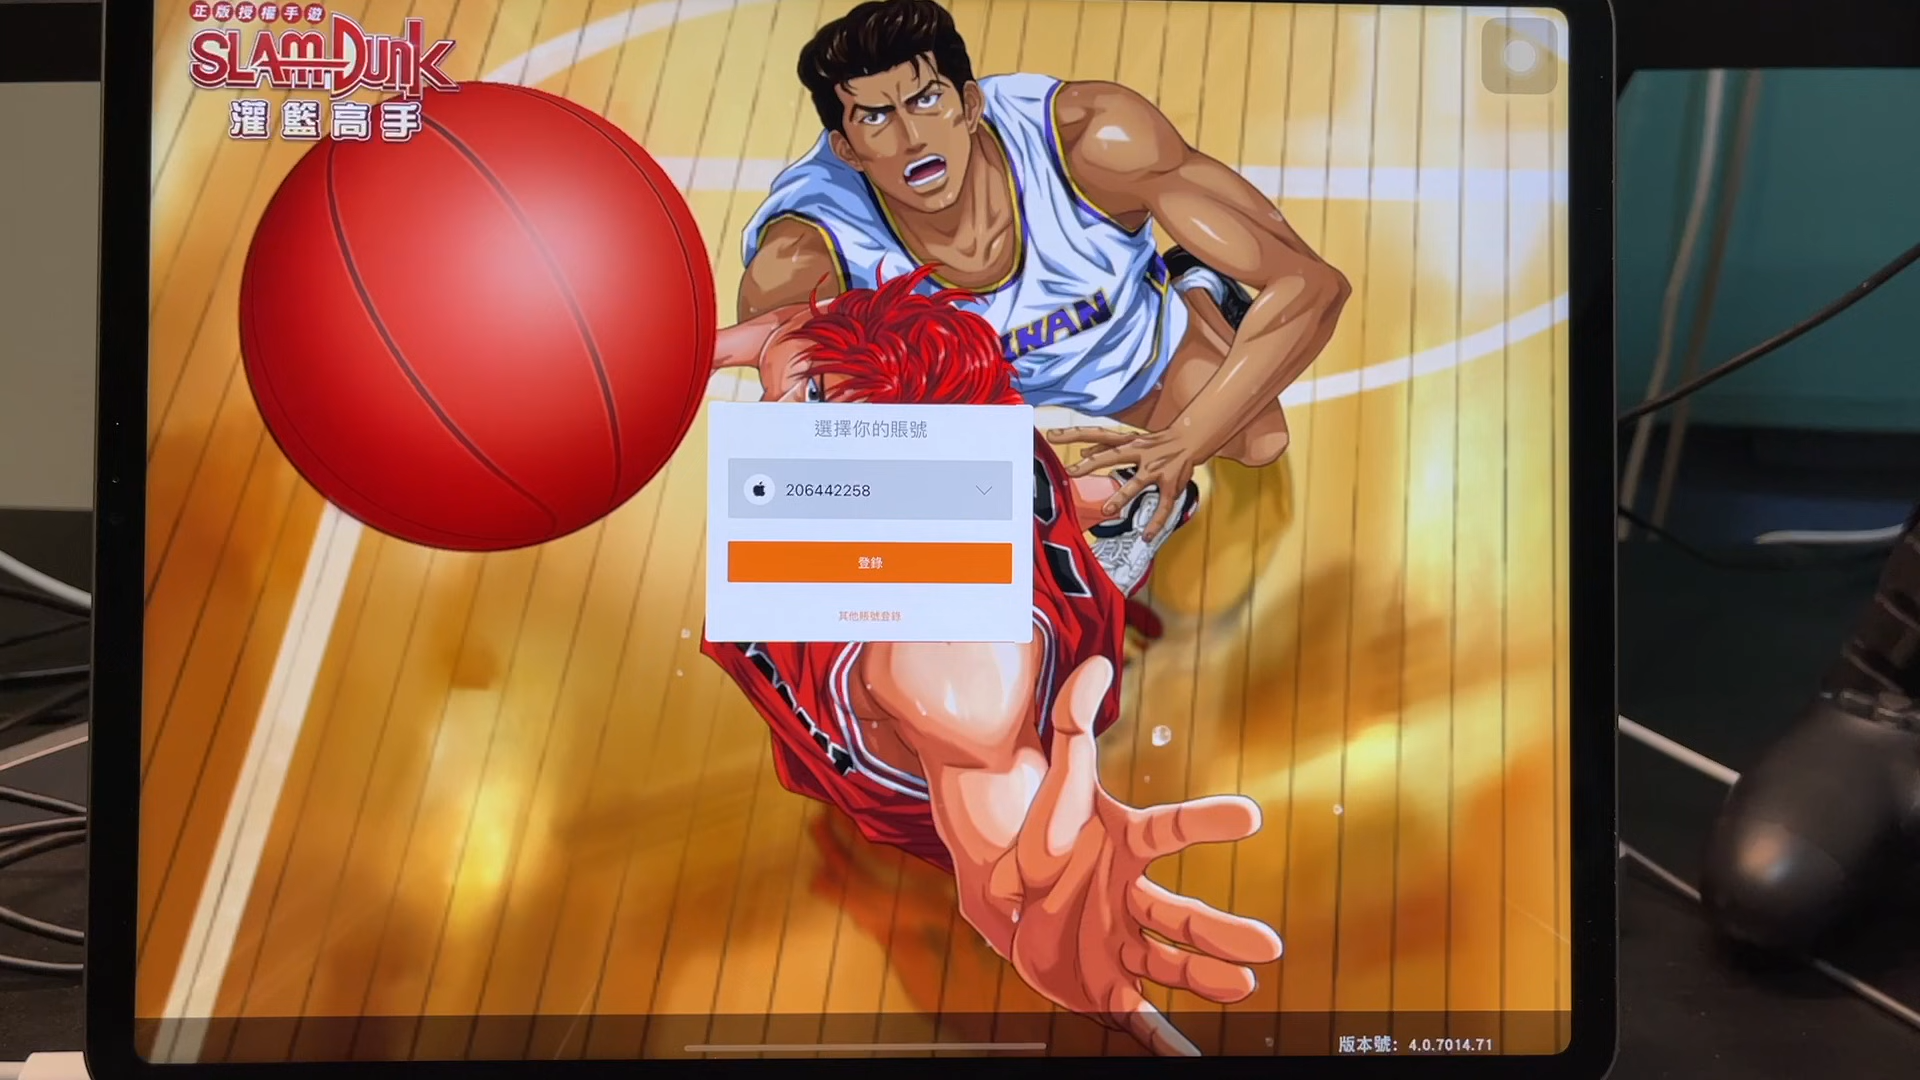 正版授權手遊
SLAM DUNK
灌籃高手
選擇你的賬號
206442258
登錄
其他賬號登錄
版本號：4.0.7014.71